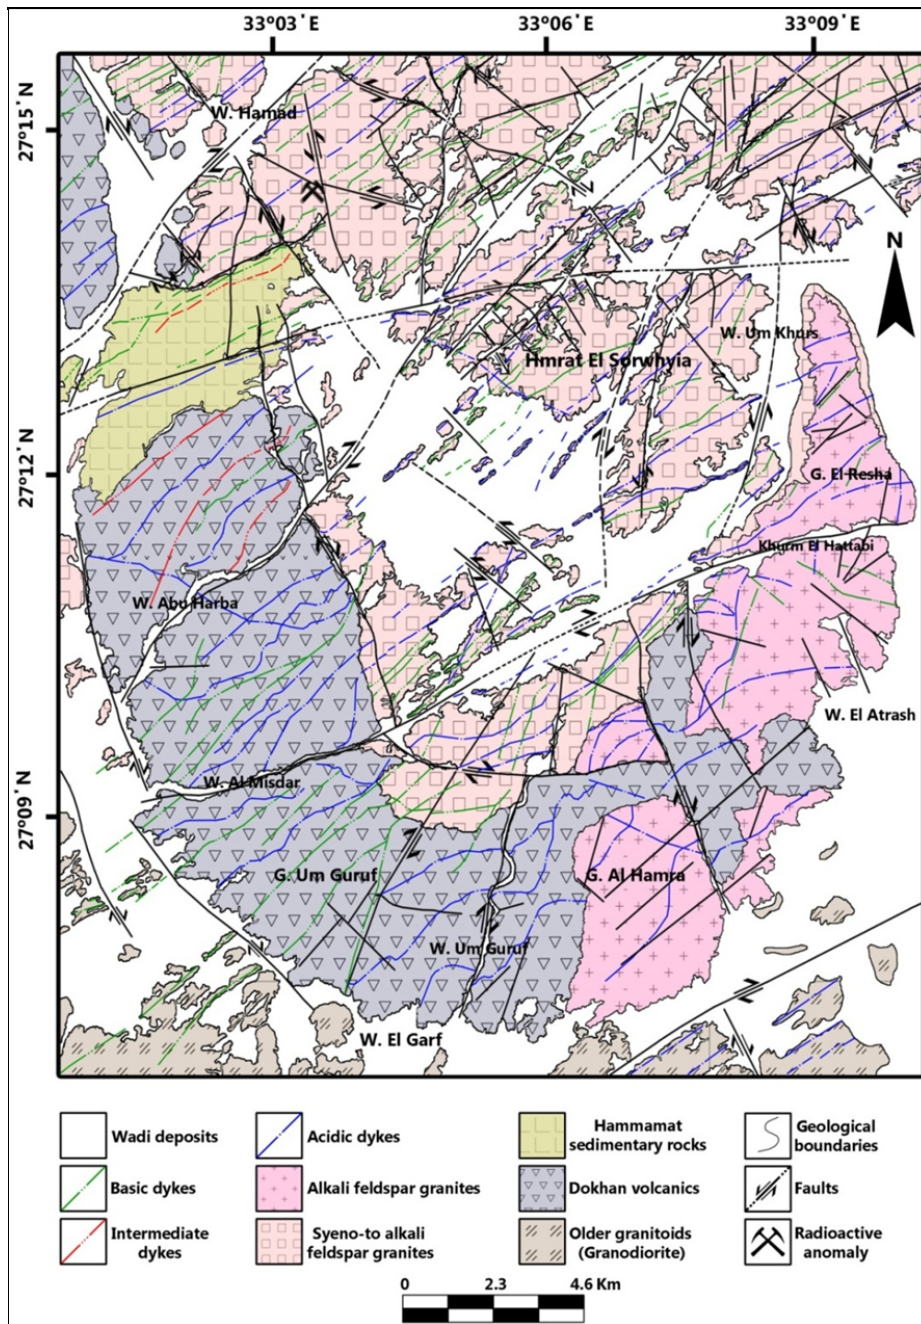 33°03´E
33°06´E
33°09´E
27°15´N
27°12´N
27°09´N
W. Hamad
N
W. Um Khurs
Hmrat El Sorwhyia
G. El Resha
Khurm El Hattabi
W. Abu Harba
W. El Atrash
W. Al Misdar
G. Um Guruf
G. Al Hamra
W. Um Guruf
W. El Garf
Wadi deposits
Acidic dykes
Hammamat
sedimentary rocks
Geological
boundaries
Basic dykes
Alkali feldspar granites
Dokhan volcanics
Faults
Intermediate
dykes
Syeno-to alkali
feldspar granites
Older granitoids
(Granodiorite)
Radioactive
anomaly
0 2.3 4.6 Km